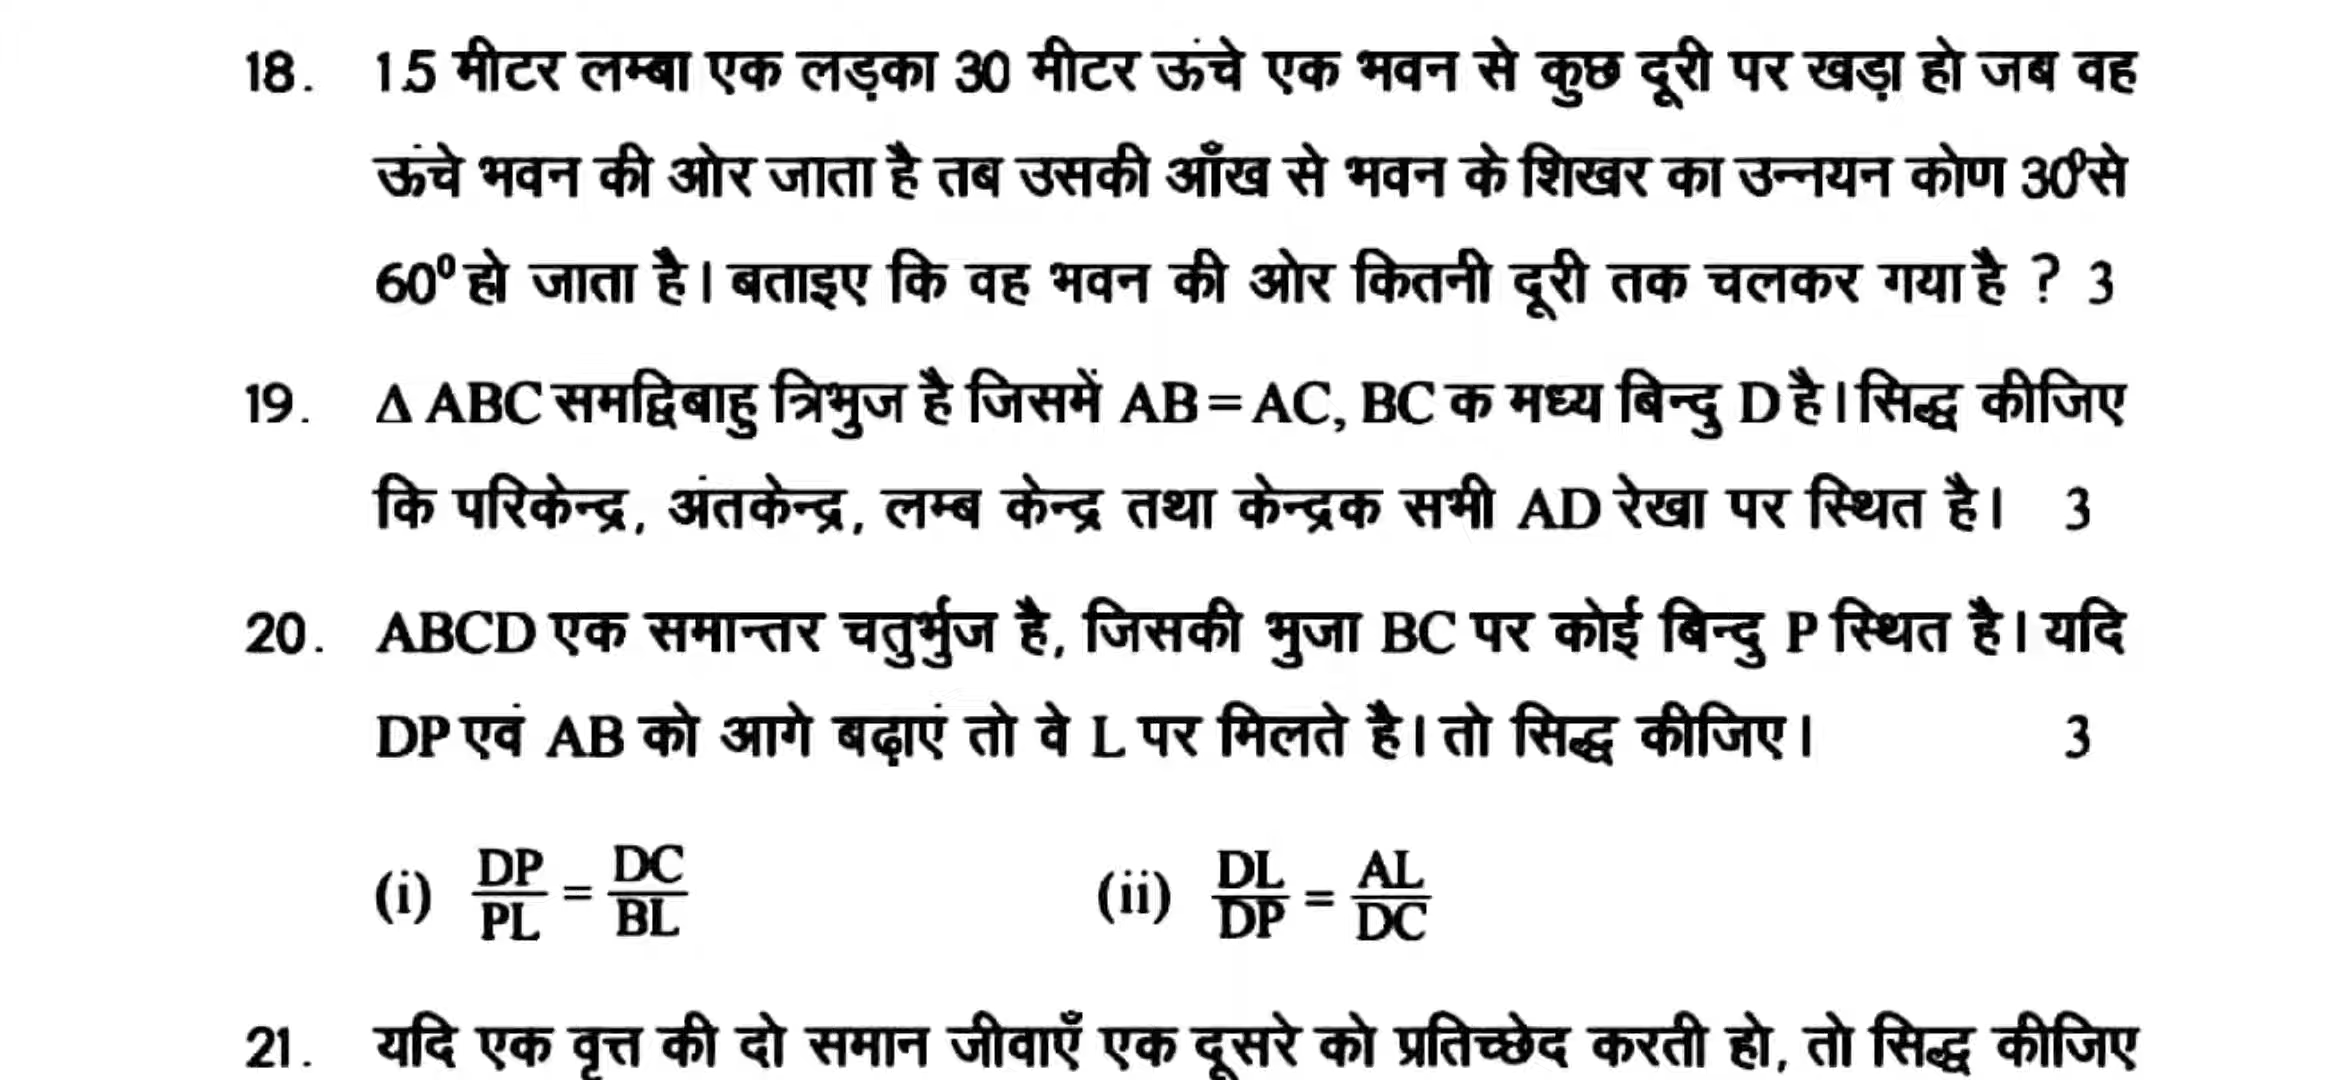 18. 1.5 मीटर लम्बा एक लड़का 30 मीटर ऊंचे एक भवन से कुछ दूरी पर खड़ा हो जब वह
ऊंचे भवन की ओर जाता है तब उसकी आँख से भवन के शिखर का उन्नयन कोण 30⁰से
60⁰ हो जाता है। बताइए कि वह भवन की ओर कितनी दूरी तक चलकर गया है ? 3
19. Δ ABC समद्विबाहु त्रिभुज है जिसमें AB = AC, BC क मध्य बिन्दु D है। सिद्ध कीजिए
कि परिकेन्द्र, अंतकेन्द्र, लम्ब केन्द्र तथा केन्द्रक सभी AD रेखा पर स्थित है। 3
20. ABCD एक समान्तर चतुर्भुज है, जिसकी भुजा BC पर कोई बिन्दु P स्थित है। यदि
DP एवं AB को आगे बढ़ाएं तो वे L पर मिलते है। तो सिद्ध कीजिए। 3
(i) DP/PL = DC/BL (ii) DL/DP = AL/DC
21. यदि एक वृत्त की दो समान जीवाएँ एक दूसरे को प्रतिच्छेद करती हो, तो सिद्ध कीजिए